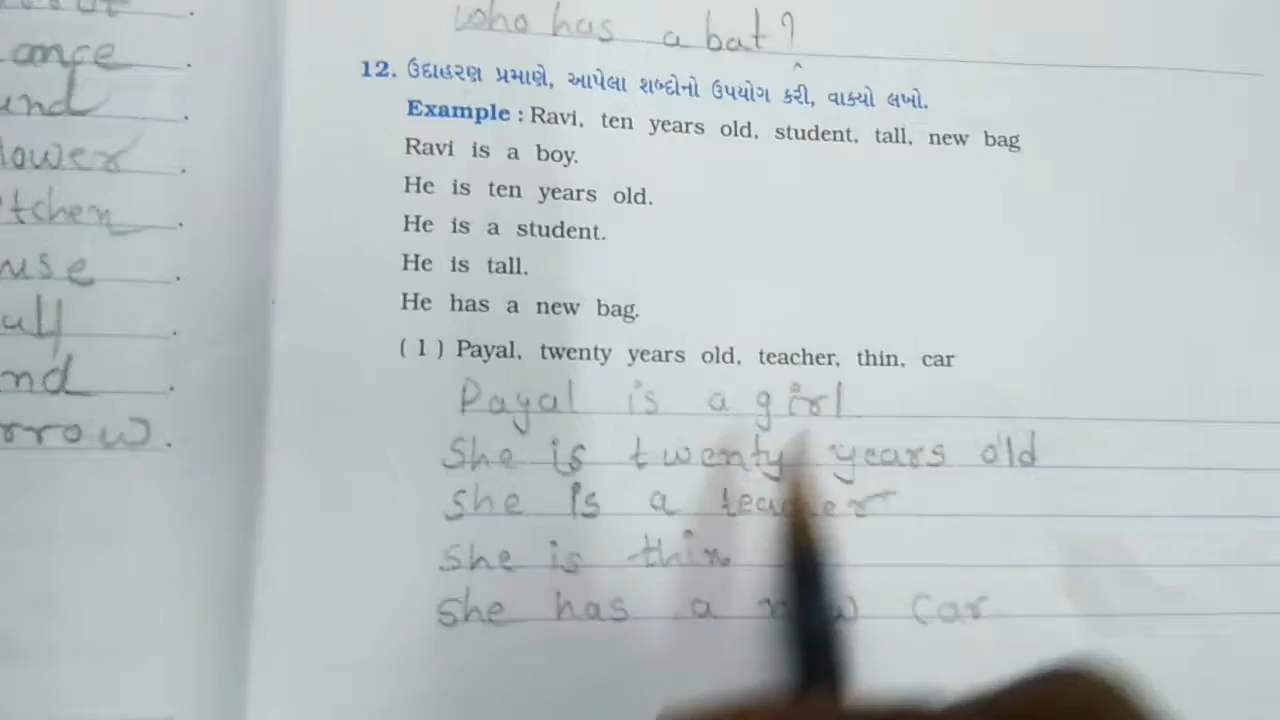 who has a bat?
12. ઉદાહરણ પ્રમાણે, આપેલા શબ્દોનો ઉપયોગ કરી, વાક્યો લખો.
Example : Ravi, ten years old, student, tall, new bag
Ravi is a boy.
He is ten years old.
He is a student.
He is tall.
He has a new bag.
( 1 ) Payal, twenty years old, teacher, thin, car
Payal is a girl
She is twenty years old
She is a teacher
She is thin
She has a new car